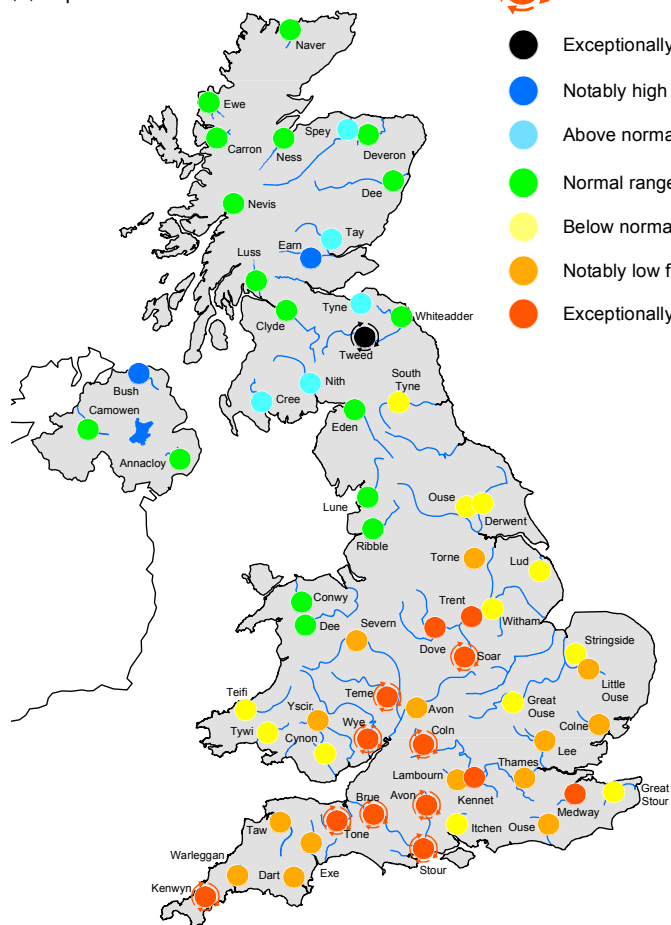 Naver
Exceptionally
Ewe
Notably high
Spey
Above norma
Carron
Ness
Deveron
Dee
Normal range
Nevis
Tay
Earn
Below norma
Luss
Notably low f
Tyne
Whiteadder
Clyde
Exceptionally
Tweed
South
Tyne
Bush
Nith
Camowen
Cree
Eden
Annacloy
Ouse
Lune
Derwent
Ribble
Torne
Lud
Conwy
Trent
Severn
Witham
Dee
Stringside
Dove
Soar
Little
Ouse
Teifi
Teme
Yscir.
Avon
Great
Ouse
Tywi
Wye
Coln
Colne
Cynon
Lee
Thames
Lambourn
Brue
Avon
Kennet
Great
Stour
Medway
Taw
Tone
Itchen
Ouse
Warleggan
Stour
Dart
Exe
Kenwyn